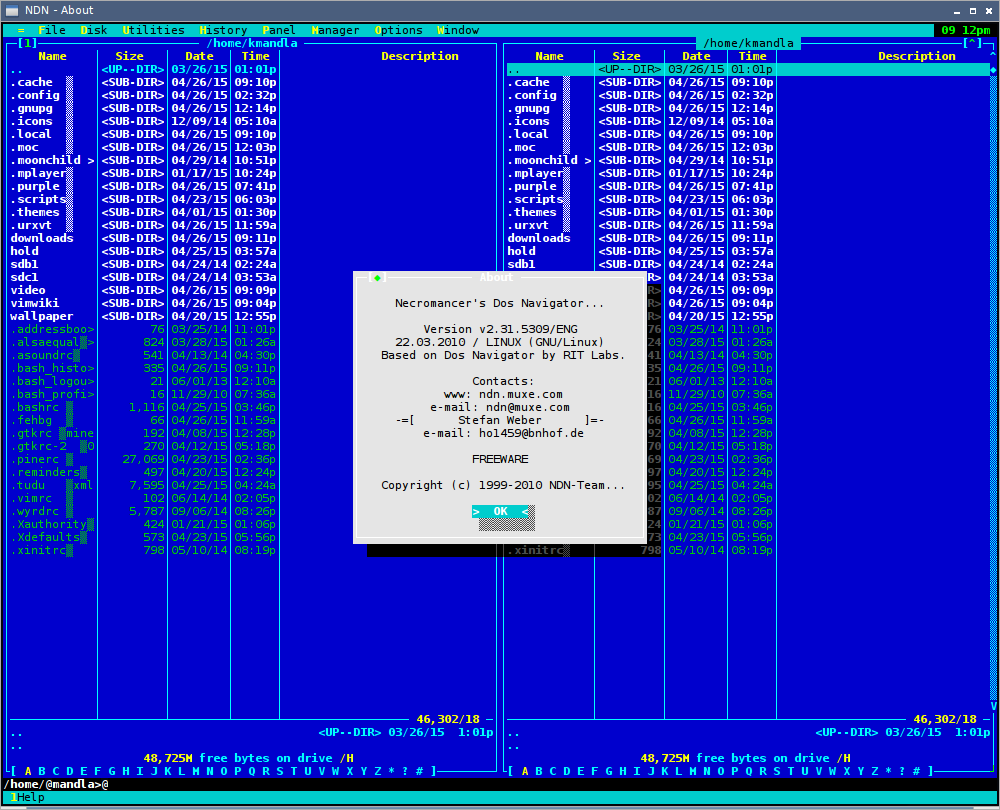 NDN - About
= File Disk Utilities History Panel Manager Options Window 09 12pm
[1] /home/kmandla
Name Size Date Time Description
.. <UP--DIR> 03/26/15 01:01p
.cache <SUB-DIR> 04/26/15 09:10p
.config <SUB-DIR> 04/26/15 02:32p
.gnupg <SUB-DIR> 04/26/15 12:14p
.icons <SUB-DIR> 12/09/14 05:10a
.local <SUB-DIR> 04/26/15 09:10p
.moc <SUB-DIR> 04/26/15 12:03p
.moonchild > <SUB-DIR> 04/29/14 10:51p
.mplayer <SUB-DIR> 01/17/15 10:24p
.purple <SUB-DIR> 04/26/15 07:41p
.scripts <SUB-DIR> 04/23/15 06:03p
.themes <SUB-DIR> 04/01/15 01:30p
.urxvt <SUB-DIR> 04/26/15 11:59a
downloads <SUB-DIR> 04/26/15 09:11p
hold <SUB-DIR> 04/25/15 03:57a
sdb1 <SUB-DIR> 04/24/14 02:24a
sdc1 <SUB-DIR> 04/24/14 03:53a
video <SUB-DIR> 04/26/15 09:09p
vimwiki <SUB-DIR> 04/26/15 09:04p
wallpaper <SUB-DIR> 04/20/15 12:55p
.addressboo> 76 03/25/14 11:01p
.alsaequal > 824 03/28/15 01:26a
.asoundrc 541 04/13/14 04:30p
.bash_histo> 335 04/26/15 09:11p
.bash_logou> 21 06/01/13 12:10a
.bash_profi> 16 11/29/10 07:36a
.bashrc 1,116 04/25/15 03:46p
.fehbg 66 04/26/15 11:59a
.gtkrc mine 192 04/08/15 12:28p
.gtkrc-2 0 270 04/12/15 05:18p
.pinerc 27,069 04/23/15 02:36p
.reminders 497 04/20/15 12:24p
.tudu xml 7,595 04/25/15 04:24a
.vimrc 102 06/14/14 02:05p
.wyrdrc 5,787 09/06/14 08:26p
.Xauthority 424 01/21/15 01:06p
.Xdefaults 573 04/23/15 05:56p
.xinitrc 798 05/10/14 08:19p
46,302/18
.. <UP--DIR> 03/26/15 1:01p
..
48,725M free bytes on drive /H
[ A B C D E F G H I J K L M N O P Q R S T U V W X Y Z * ? # ]
/home/kmandla [^]
Name Size Date Time Description
.. <UP--DIR> 03/26/15 01:01p
.cache <SUB-DIR> 04/26/15 09:10p
.config <SUB-DIR> 04/26/15 02:32p
.gnupg <SUB-DIR> 04/26/15 12:14p
.icons <SUB-DIR> 12/09/14 05:10a
.local <SUB-DIR> 04/26/15 09:10p
.moc <SUB-DIR> 04/26/15 12:03p
.moonchild > <SUB-DIR> 04/29/14 10:51p
.mplayer <SUB-DIR> 01/17/15 10:24p
.purple <SUB-DIR> 04/26/15 07:41p
.scripts <SUB-DIR> 04/23/15 06:03p
.themes <SUB-DIR> 04/01/15 01:30p
.urxvt <SUB-DIR> 04/26/15 11:59a
downloads <SUB-DIR> 04/26/15 09:11p
hold <SUB-DIR> 04/25/15 03:57a
sdb1 <SUB-DIR> 04/24/14 02:24a
R> 04/24/14 03:53a
R> 04/26/15 09:09p
R> 04/26/15 09:04p
R> 04/20/15 12:55p
76 03/25/14 11:01p
24 03/28/15 01:26a
41 04/13/14 04:30p
35 04/26/15 09:11p
21 06/01/13 12:10a
16 11/29/10 07:36a
16 04/25/15 03:46p
66 04/26/15 11:59a
92 04/08/15 12:28p
70 04/12/15 05:18p
69 04/23/15 02:36p
97 04/20/15 12:24p
95 04/25/15 04:24a
02 06/14/14 02:05p
87 09/06/14 08:26p
24 01/21/15 01:06p
73 04/23/15 05:56p
.xinitrc 798 05/10/14 08:19p
46,302/18
.. <UP--DIR> 03/26/15 1:01p
..
48,725M free bytes on drive /H
[ A B C D E F G H I J K L M N O P Q R S T U V W X Y Z * ? # ]
About
Necromancer's Dos Navigator...
Version v2.31.5309/ENG
22.03.2010 / LINUX (GNU/Linux)
Based on Dos Navigator by RIT Labs.
Contacts:
www: ndn.muxe.com
e-mail: ndn@muxe.com
-=[ Stefan Weber ]=-
e-mail: ho1459@bnhof.de
FREEWARE
Copyright (c) 1999-2010 NDN-Team...
> OK <
/home/@mandla>@
1Help